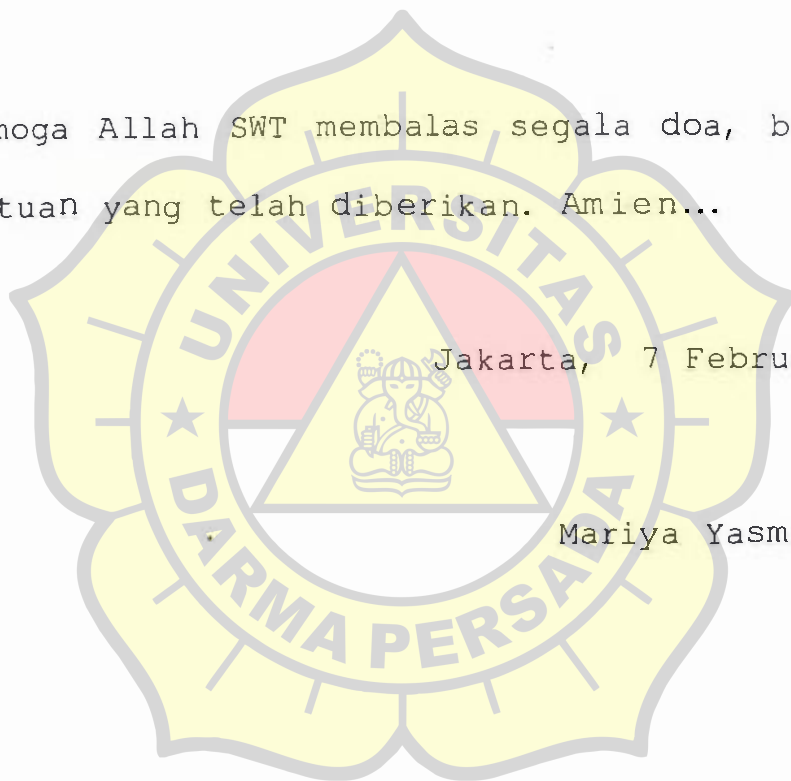 moga Allah SWT membalas segala doa, b
tuan yang telah diberikan. Amien...
Jakarta, 7 Febru
Mariya Yasm
UNIVERSITAS
DARMA PERSADA